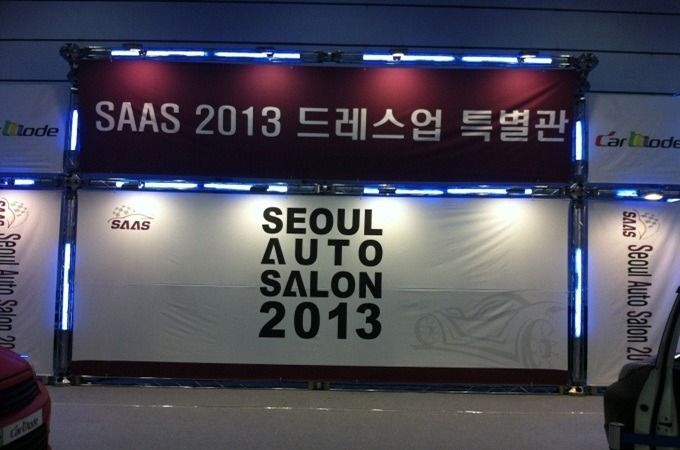 SAAS 2013 드레스업 특별관
CarMode
CarMode
SAAS
SEOUL
AUTO
SALON
2013
SAAS
Seoul Auto Salon 20
SAAS
Seoul Auto Salon 20
CarMode